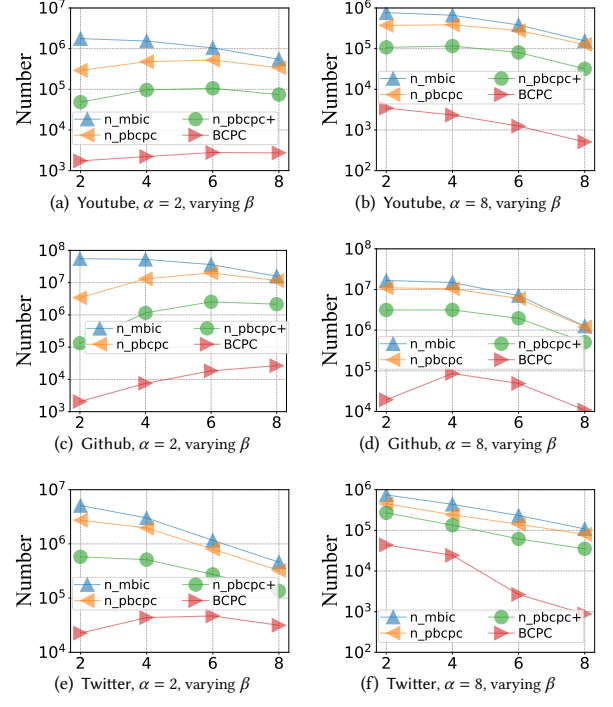 Number
10^7
10^6
10^5
10^4
10^3
n_mbic
n_pbcpc
n_pbcpc+
BCPC
2 4 6 8
(a) Youtube, α = 2, varying β
Number
10^6
10^5
10^4
10^3
10^2
n_mbic
n_pbcpc
n_pbcpc+
BCPC
2 4 6 8
(b) Youtube, α = 8, varying β
Number
10^8
10^7
10^6
10^5
10^4
10^3
n_mbic
n_pbcpc
n_pbcpc+
BCPC
2 4 6 8
(c) Github, α = 2, varying β
Number
10^8
10^7
10^6
10^5
10^4
n_mbic
n_pbcpc
n_pbcpc+
BCPC
2 4 6 8
(d) Github, α = 8, varying β
Number
10^7
10^6
10^5
10^4
n_mbic
n_pbcpc
n_pbcpc+
BCPC
2 4 6 8
(e) Twitter, α = 2, varying β
Number
10^6
10^5
10^4
10^3
10^2
n_mbic
n_pbcpc
n_pbcpc+
BCPC
2 4 6 8
(f) Twitter, α = 8, varying β